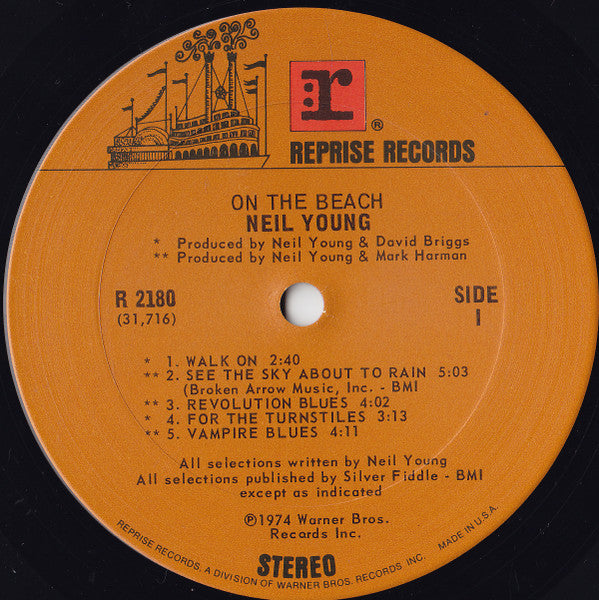 :r
®
REPRISE RECORDS
ON THE BEACH
NEIL YOUNG
* Produced by Neil Young & David Briggs
** Produced by Neil Young & Mark Harman
R 2180
(31,716)
SIDE
1
* 1. WALK ON 2:40
** 2. SEE THE SKY ABOUT TO RAIN 5:03
(Broken Arrow Music, Inc. - BMI
** 3. REVOLUTION BLUES 4:02
* 4. FOR THE TURNSTILES 3:13
** 5. VAMPIRE BLUES 4:11
All selections written by Neil Young
All selections published by Silver Fiddle - BMI
except as indicated
℗1974 Warner Bros.
Records Inc.
STEREO
REPRISE RECORDS, A DIVISION OF WARNER BROS. RECORDS INC. MADE IN U.S.A.